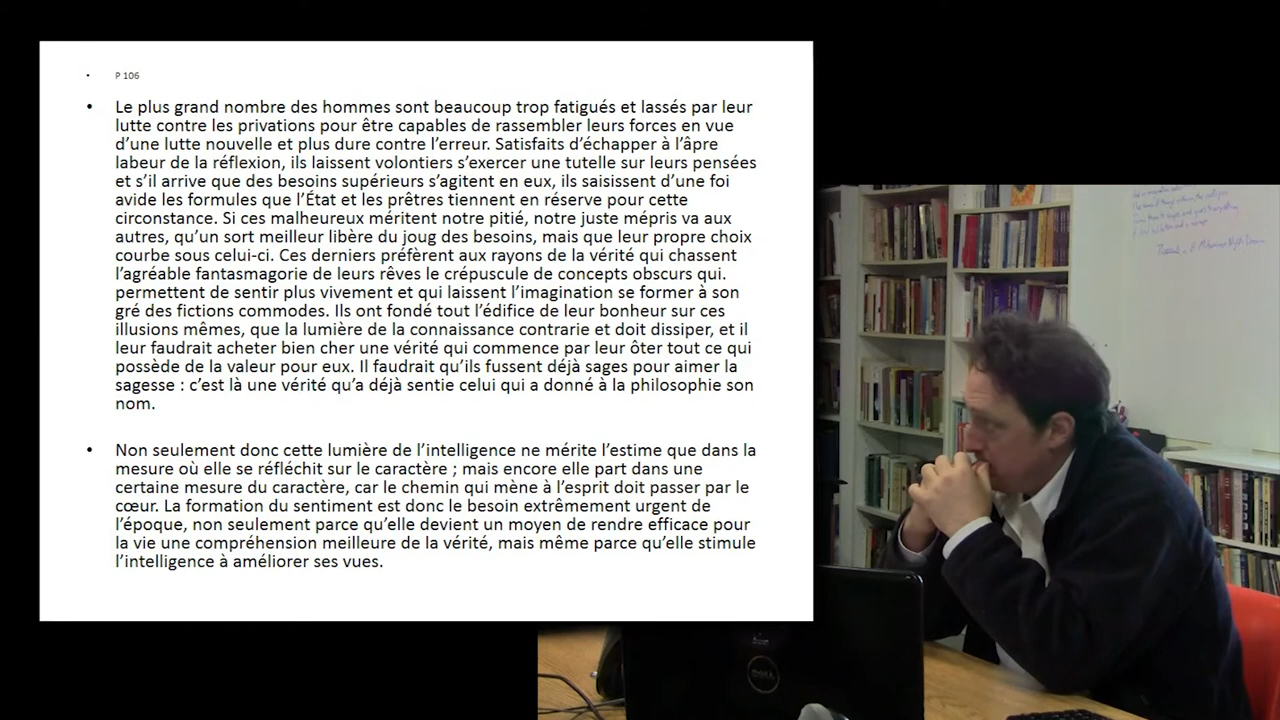 P 106
Le plus grand nombre des hommes sont beaucoup trop fatigués et lassés par leur
lutte contre les privations pour être capables de rassembler leurs forces en vue
d'une lutte nouvelle et plus dure contre l'erreur. Satisfaits d'échapper à l'âpre
labeur de la réflexion, ils laissent volontiers s'exercer une tutelle sur leurs pensées
et s'il arrive que des besoins supérieurs s'agitent en eux, ils saisissent d'une foi
avide les formules que l'État et les prêtres tiennent en réserve pour cette
circonstance. Si ces malheureux méritent notre pitié, notre juste mépris va aux
autres, qu'un sort meilleur libère du joug des besoins, mais que leur propre choix
courbe sous celui-ci. Ces derniers préfèrent aux rayons de la vérité qui chassent
l'agréable fantasmagorie de leurs rêves le crépuscule de concepts obscurs qui.
permettent de sentir plus vivement et qui laissent l'imagination se former à son
gré des fictions commodes. Ils ont fondé tout l'édifice de leur bonheur sur ces
illusions mêmes, que la lumière de la connaissance contrarie et doit dissiper, et il
leur faudrait acheter bien cher une vérité qui commence par leur ôter tout ce qui
possède de la valeur pour eux. Il faudrait qu'ils fussent déjà sages pour aimer la
sagesse : c'est là une vérité qu'a déjà sentie celui qui a donné à la philosophie son
nom.
Non seulement donc cette lumière de l'intelligence ne mérite l'estime que dans la
mesure où elle se réfléchit sur le caractère ; mais encore elle part dans une
certaine mesure du caractère, car le chemin qui mène à l'esprit doit passer par le
cœur. La formation du sentiment est donc le besoin extrêmement urgent de
l'époque, non seulement parce qu'elle devient un moyen de rendre efficace pour
la vie une compréhension meilleure de la vérité, mais même parce qu'elle stimule
l'intelligence à améliorer ses vues.
DELL